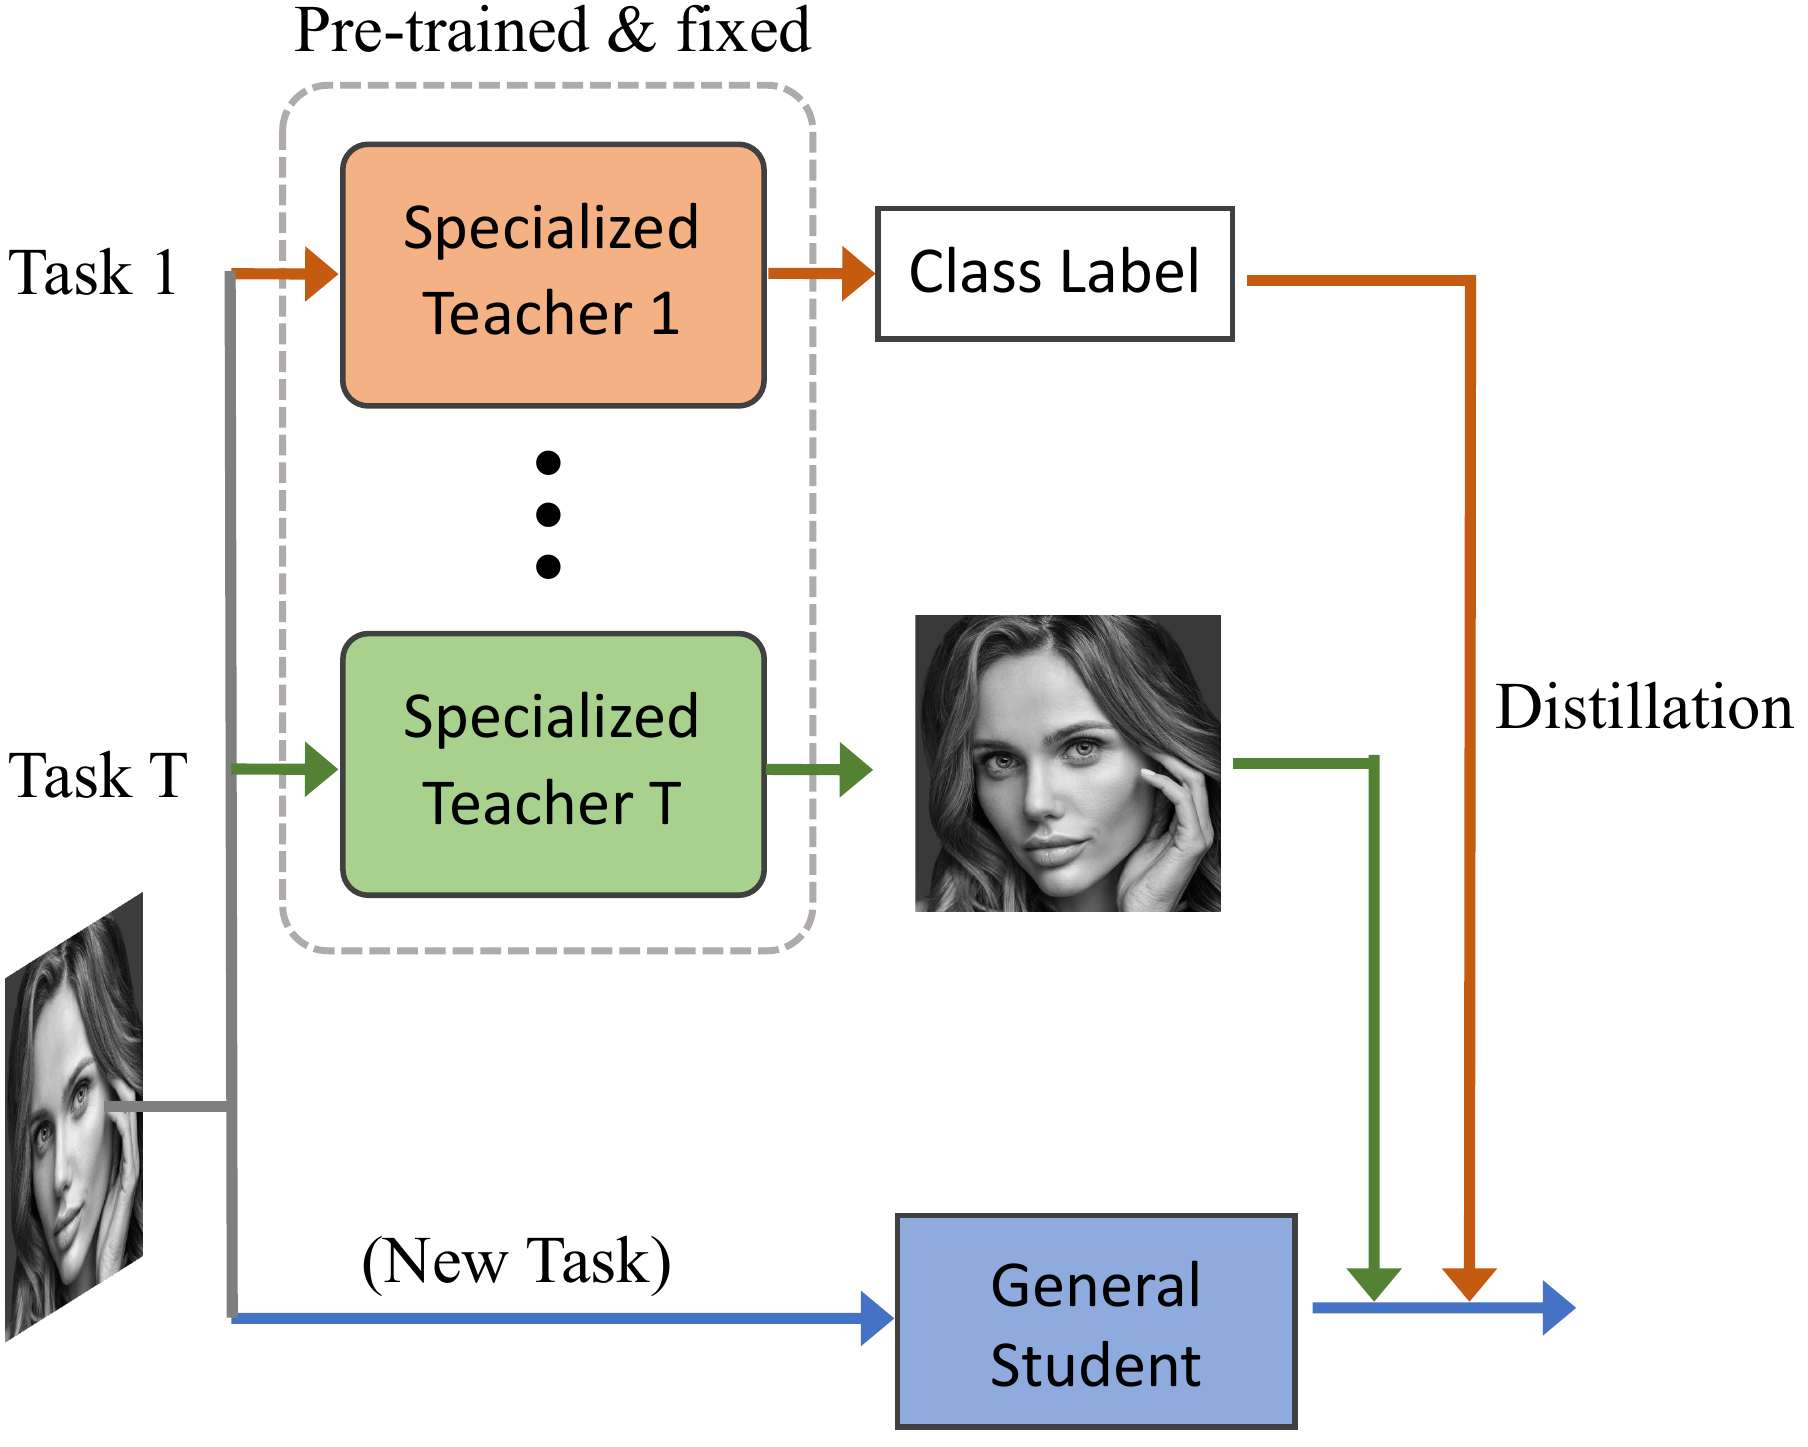 Pre-trained & fixed
Task 1
Specialized
Teacher 1
Class Label
Task T
Specialized
Teacher T
Distillation
(New Task)
General
Student